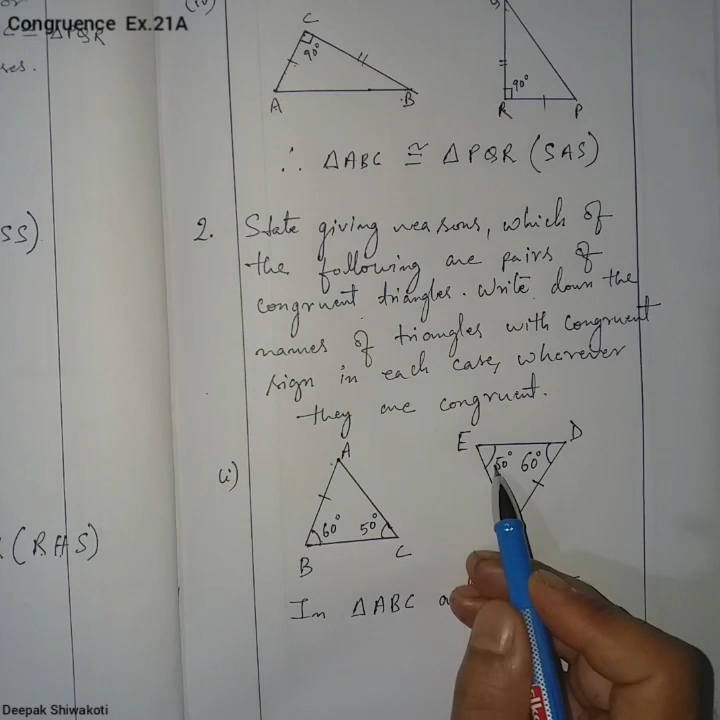 Congruence Ex.21A
C
90°
A
B
90°
R
P
ses.
∴ ΔABC ≅ ΔPQR (SAS)
SS)
2. State giving reasons, which of
the following are pairs of
congruent triangles. Write down the
names of triangles with congruent
sign in each case, wherever
they are congruent.
(i)
A
60°
50°
B
C
E
D
50°
60°
(RHS)
In ΔABC a
Deepak Shiwakoti